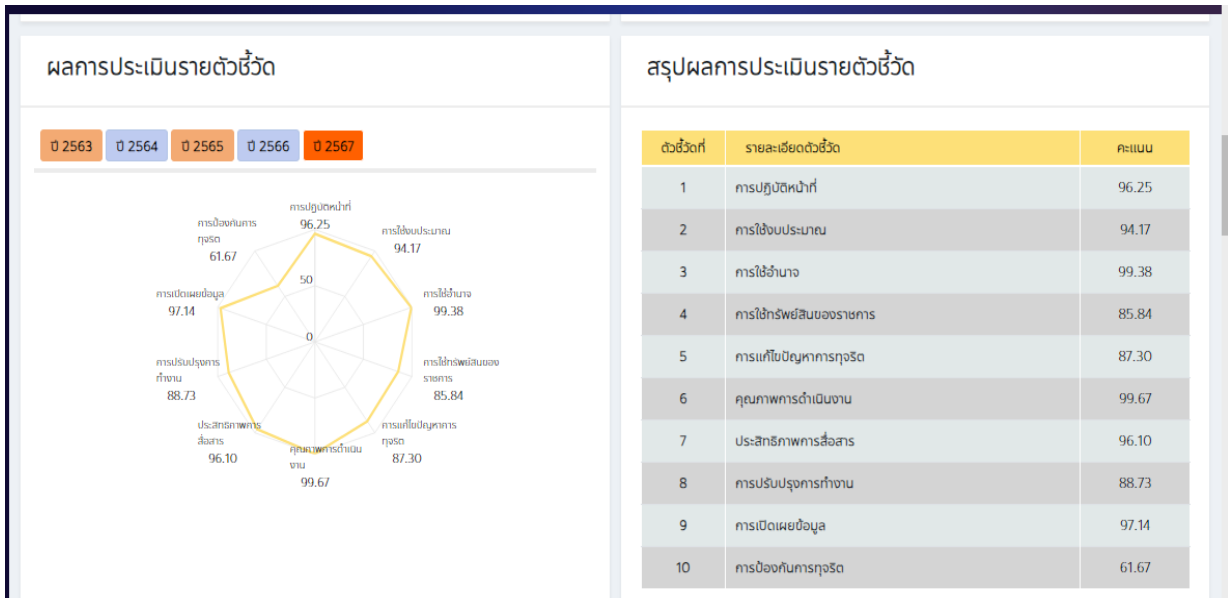 ผลการประเมินรายตัวชี้วัด
ปี 2563 ปี 2564 ปี 2565 ปี 2566 ปี 2567
การปฏิบัติหน้าที่
96.25
การใช้งบประมาณ
94.17
การใช้อำนาจ
99.38
การใช้ทรัพย์สินของ
ราชการ
85.84
การแก้ไขปัญหาการ
ทุจริต
87.30
คุณภาพการดำเนิน
งาน
99.67
ประสิทธิภาพการ
สื่อสาร
96.10
การปรับปรุงการ
ทำงาน
88.73
การเปิดเผยข้อมูล
97.14
การป้องกันการ
ทุจริต
61.67
50
0
สรุปผลการประเมินรายตัวชี้วัด
ตัวชี้วัดที่ รายละเอียดตัวชี้วัด คะแนน
1 การปฏิบัติหน้าที่ 96.25
2 การใช้งบประมาณ 94.17
3 การใช้อำนาจ 99.38
4 การใช้ทรัพย์สินของราชการ 85.84
5 การแก้ไขปัญหาการทุจริต 87.30
6 คุณภาพการดำเนินงาน 99.67
7 ประสิทธิภาพการสื่อสาร 96.10
8 การปรับปรุงการทำงาน 88.73
9 การเปิดเผยข้อมูล 97.14
10 การป้องกันการทุจริต 61.67